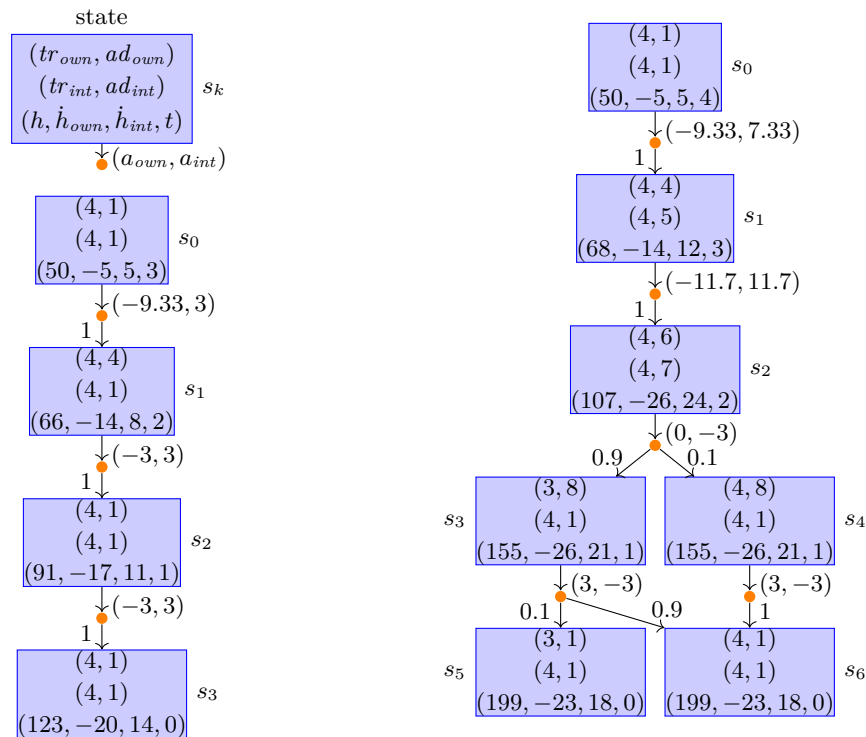 state
(tr_own, ad_own)
(tr_int, ad_int)
(h, ḣ_own, ḣ_int, t)
s_k
(a_own, a_int)
(4, 1)
(4, 1)
(50, −5, 5, 3)
s_0
(−9.33, 3)
1
(4, 4)
(4, 1)
(66, −14, 8, 2)
s_1
(−3, 3)
1
(4, 1)
(4, 1)
(91, −17, 11, 1)
s_2
(−3, 3)
1
(4, 1)
(4, 1)
(123, −20, 14, 0)
s_3
(4, 1)
(4, 1)
(50, −5, 5, 4)
s_0
(−9.33, 7.33)
1
(4, 4)
(4, 5)
(68, −14, 12, 3)
s_1
(−11.7, 11.7)
1
(4, 6)
(4, 7)
(107, −26, 24, 2)
s_2
(0, −3)
0.9
0.1
s_3
(3, 8)
(4, 1)
(155, −26, 21, 1)
(4, 8)
(4, 1)
(155, −26, 21, 1)
s_4
(3, −3)
0.1
0.9
(3, −3)
1
s_5
(3, 1)
(4, 1)
(199, −23, 18, 0)
(4, 1)
(4, 1)
(199, −23, 18, 0)
s_6